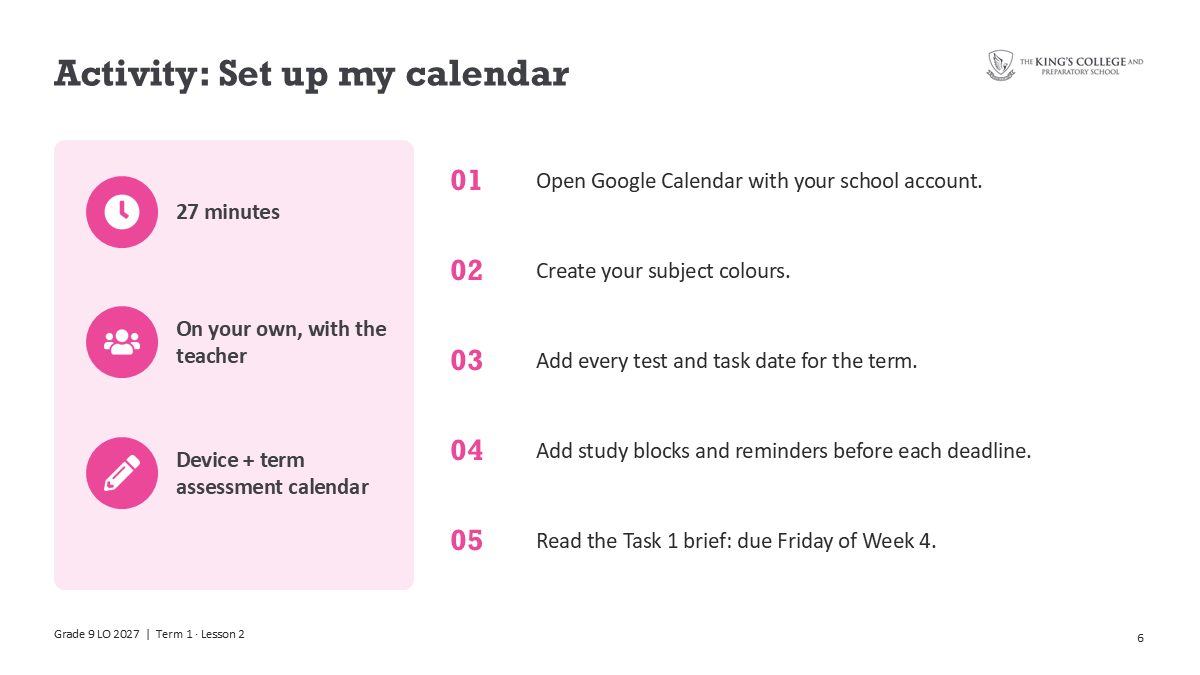 Activity: Set up my calendar
THE KING'S COLLEGE AND
PREPARATORY SCHOOL
27 minutes
On your own, with the
teacher
Device + term
assessment calendar
01 Open Google Calendar with your school account.
02 Create your subject colours.
03 Add every test and task date for the term.
04 Add study blocks and reminders before each deadline.
05 Read the Task 1 brief: due Friday of Week 4.
Grade 9 LO 2027 | Term 1 · Lesson 2
6